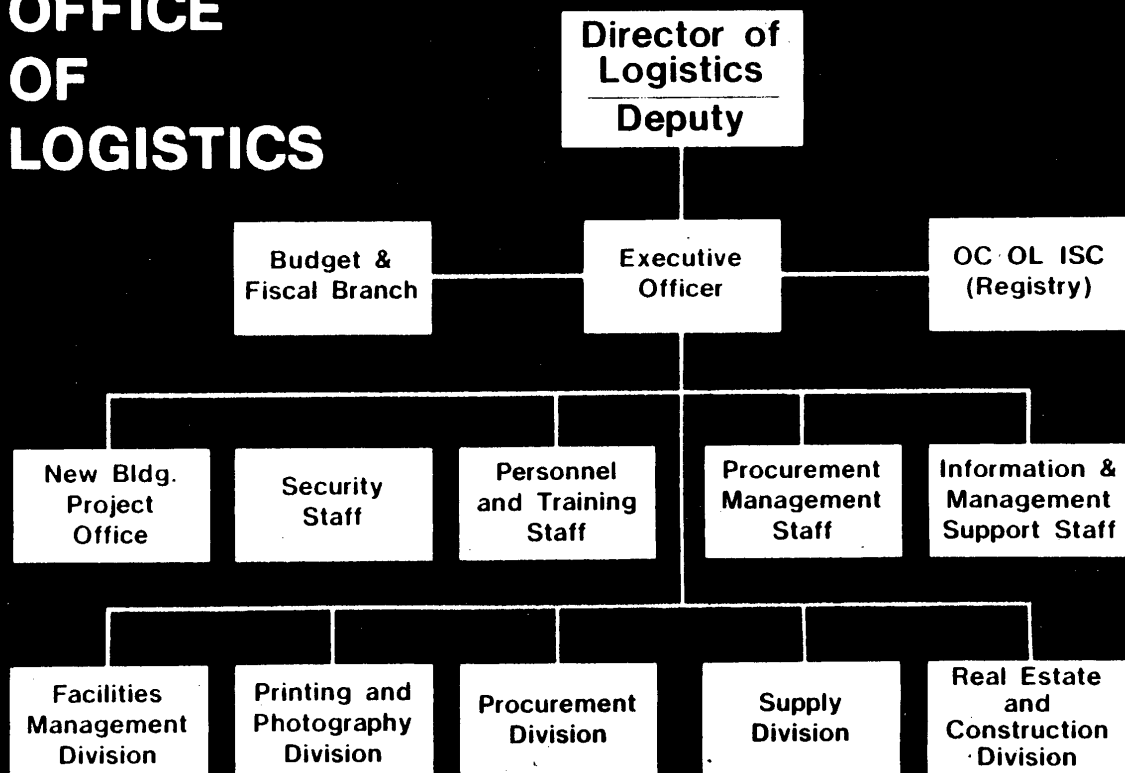 OFFICE
OF
LOGISTICS
Director of
Logistics
Deputy
Budget &
Fiscal Branch
Executive
Officer
OC OL ISC
(Registry)
New Bldg.
Project
Office
Security
Staff
Personnel
and Training
Staff
Procurement
Management
Staff
Information &
Management
Support Staff
Facilities
Management
Division
Printing and
Photography
Division
Procurement
Division
Supply
Division
Real Estate
and
Construction
Division